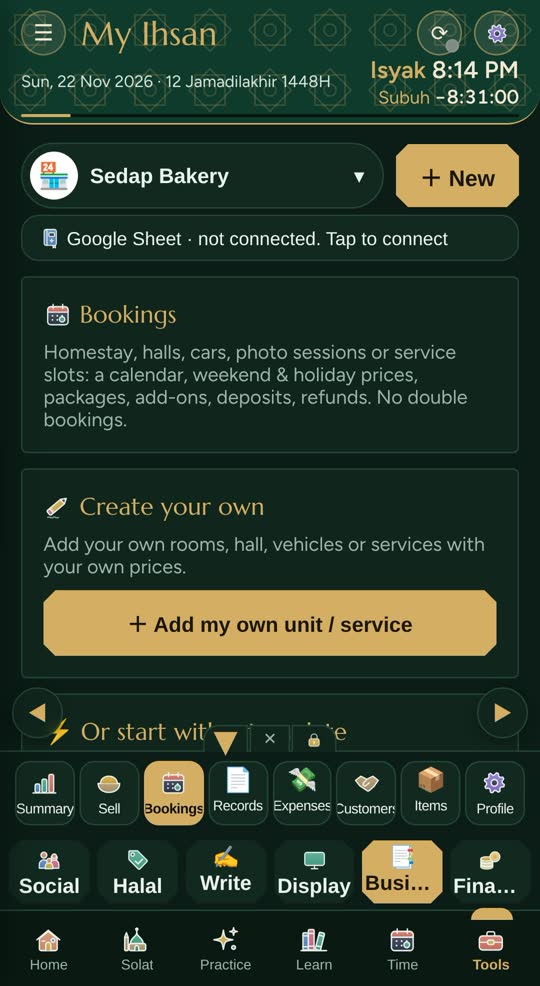 My Ihsan
Sun, 22 Nov 2026 · 12 Jamadilakhir 1448H
Isyak 8:14 PM
Subuh −8:31:00
Sedap Bakery ▼
+ New
Google Sheet · not connected. Tap to connect
Bookings
Homestay, halls, cars, photo sessions or service
slots: a calendar, weekend & holiday prices,
packages, add-ons, deposits, refunds. No double
bookings.
Create your own
Add your own rooms, hall, vehicles or services with
your own prices.
+ Add my own unit / service
Or start with
Summary
Sell
Bookings
Records
Expenses
Customers
Items
Profile
Social
Halal
Write
Display
Busi...
Fina...
Home
Solat
Practice
Learn
Time
Tools